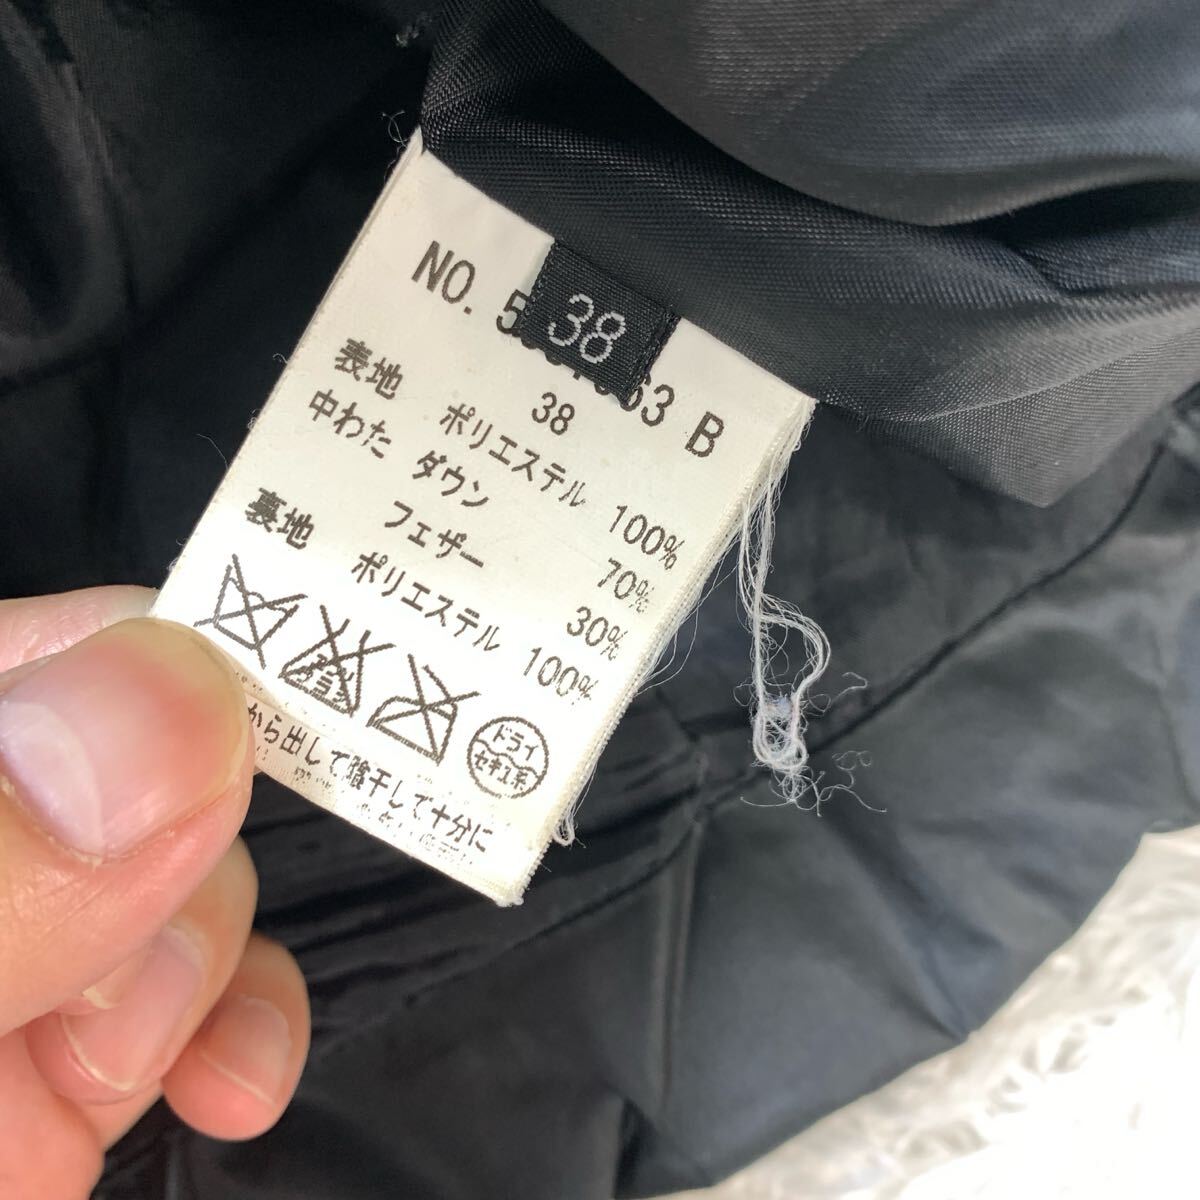 38
NO. 5 63 B
38
表地 ポリエステル 100%
中わた ダウン 70%
フェザー 30%
裏地 ポリエステル 100%
ドライ
セキユ系
から出して陰干しで十分に